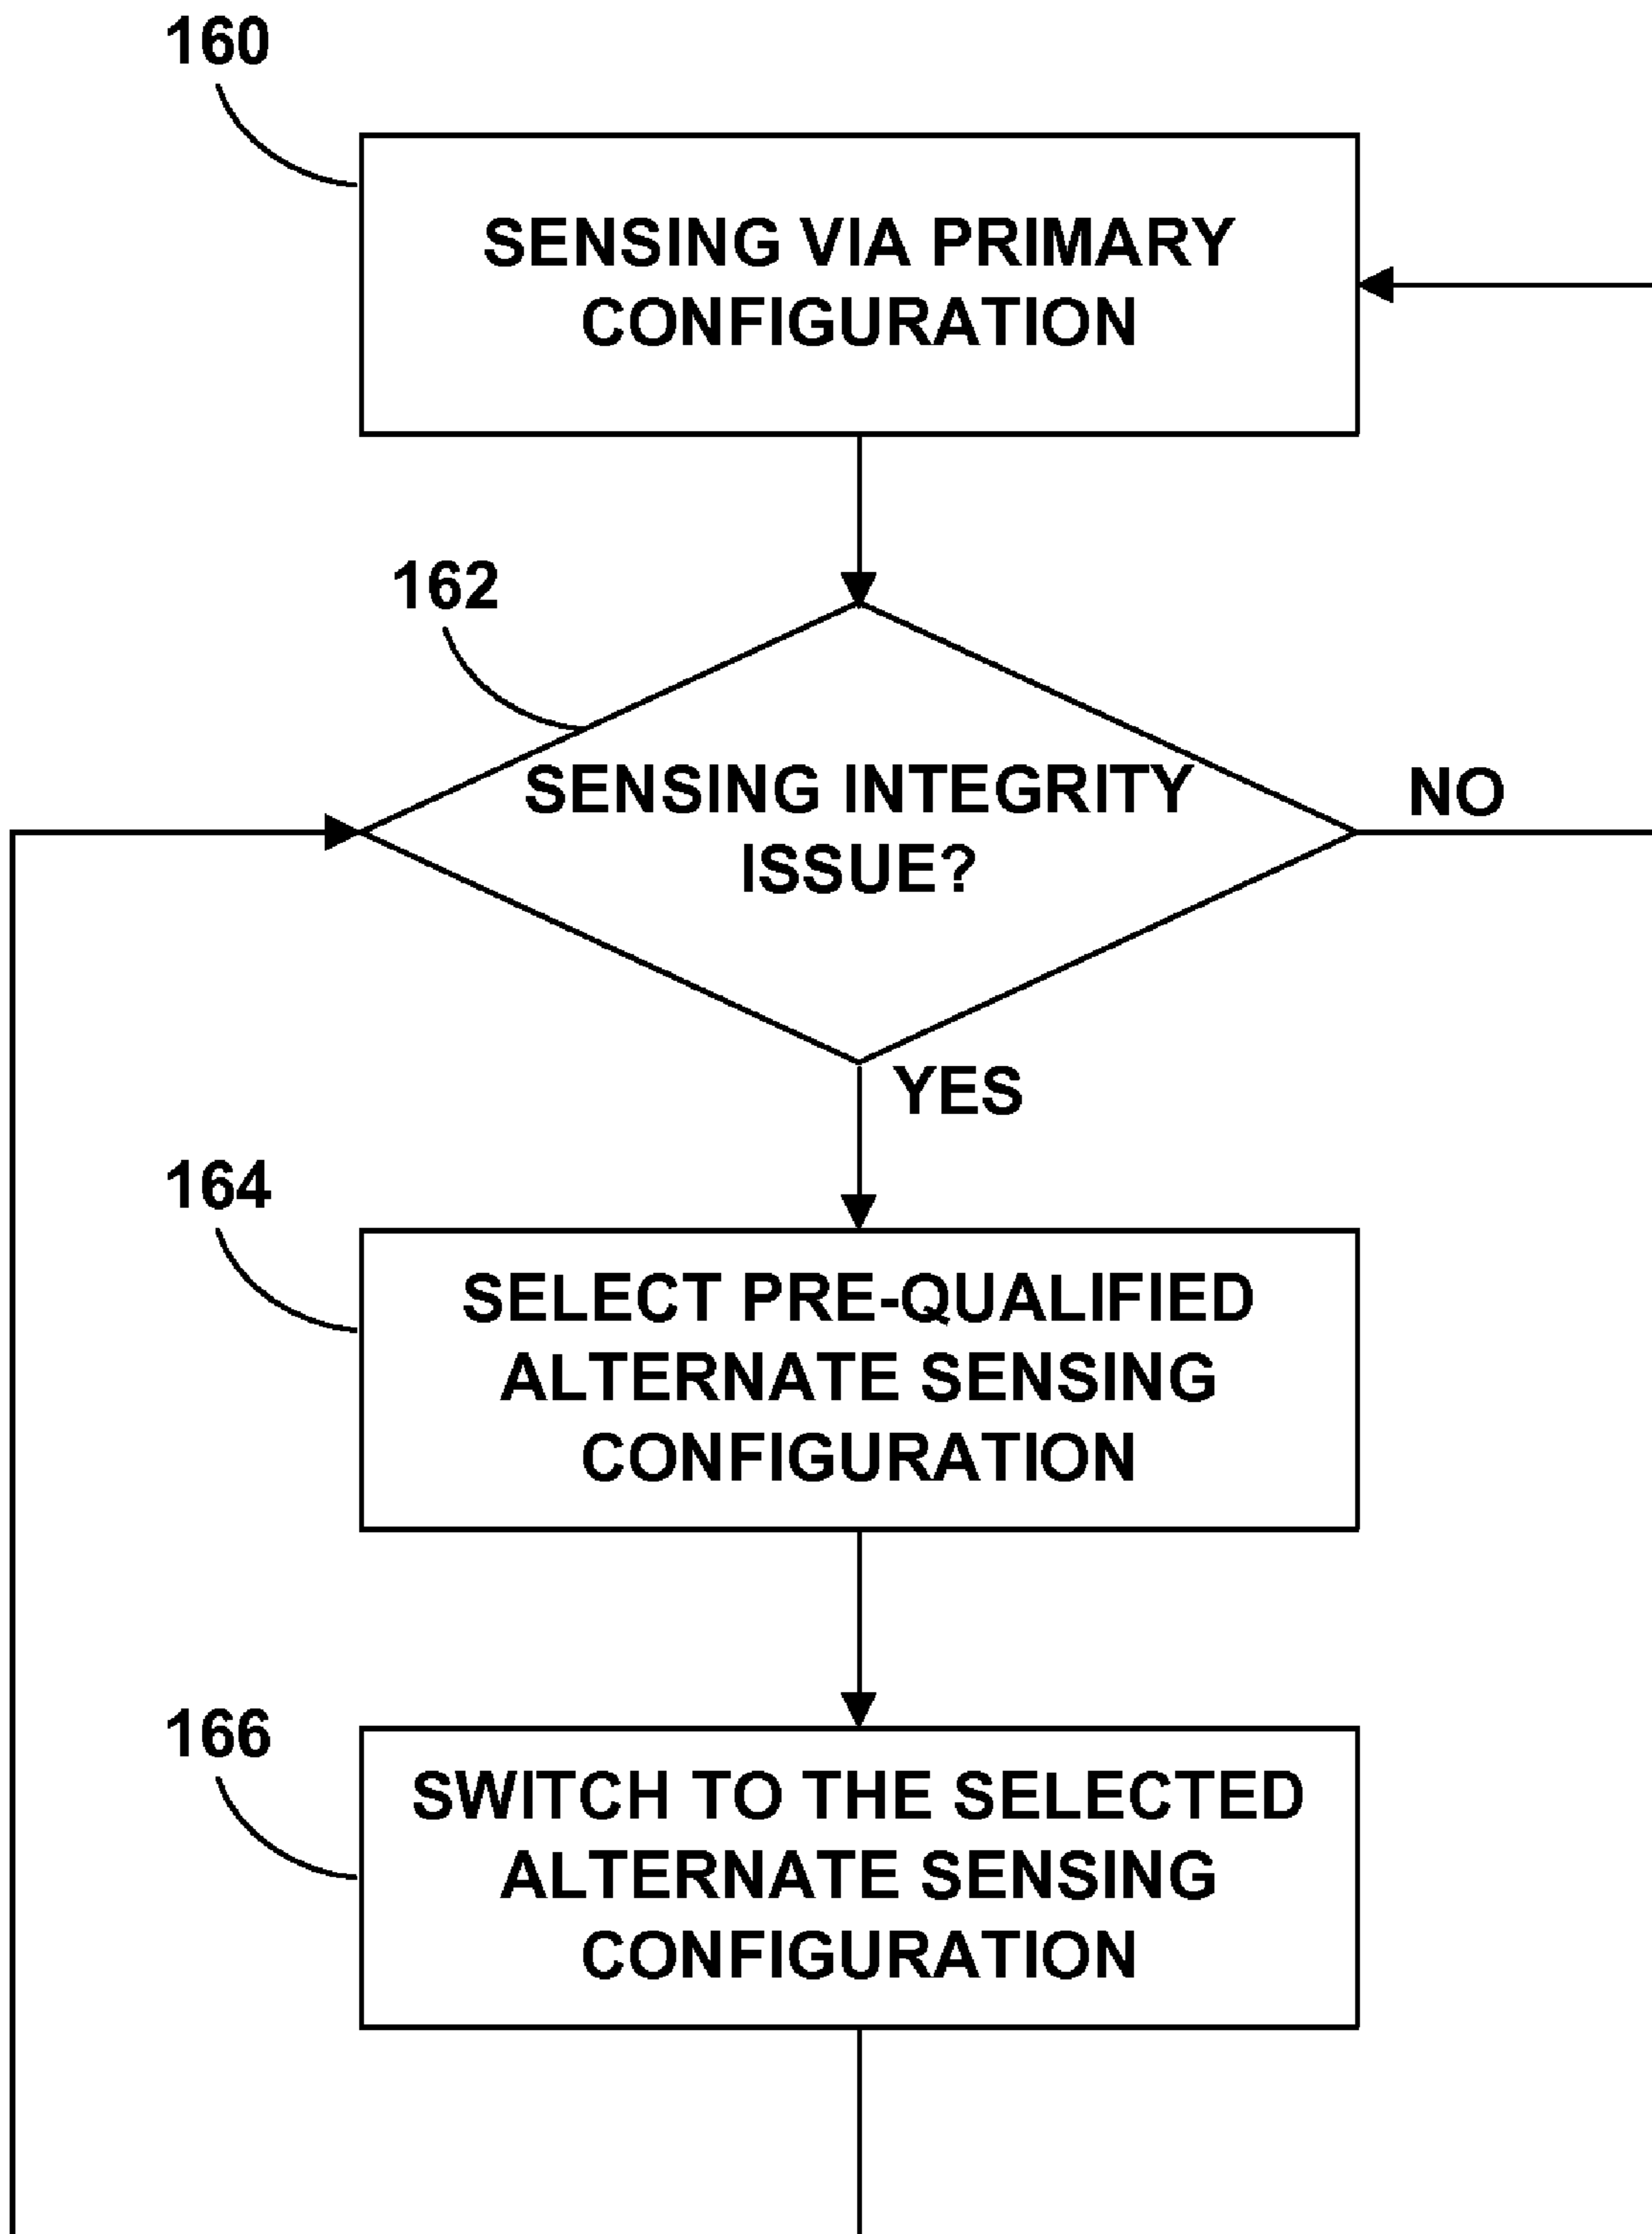 160
SENSING VIA PRIMARY
CONFIGURATION
162
SENSING INTEGRITY
ISSUE?
NO
YES
164
SELECT PRE-QUALIFIED
ALTERNATE SENSING
CONFIGURATION
166
SWITCH TO THE SELECTED
ALTERNATE SENSING
CONFIGURATION